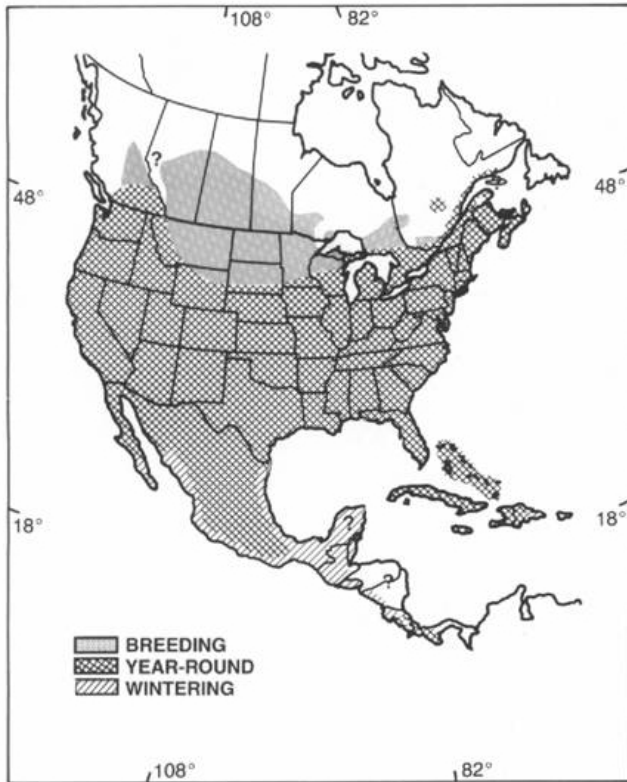 108° 82°
?
48° 48°
18° 18°
?
?
BREEDING
YEAR-ROUND
WINTERING
108° 82°